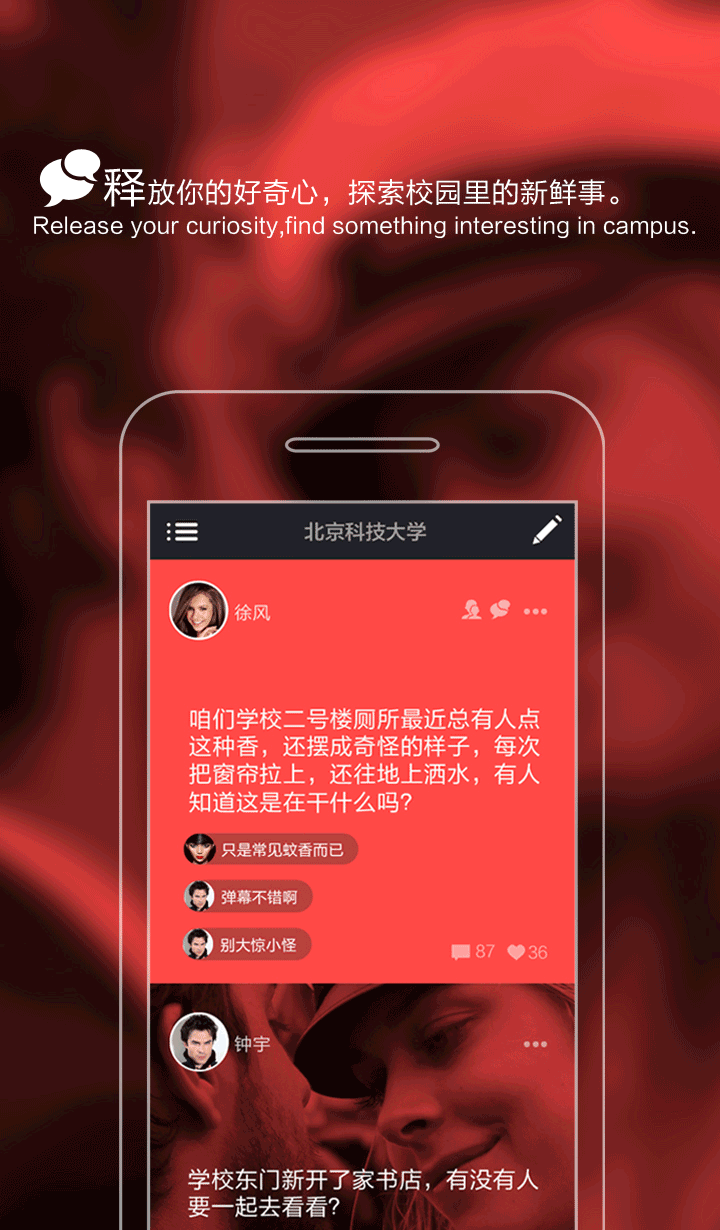 释放你的好奇心，探索校园里的新鲜事。
Release your curiosity,find something interesting in campus.
北京科技大学
徐风
咱们学校二号楼厕所最近总有人点
这种香，还摆成奇怪的样子，每次
把窗帘拉上，还往地上洒水，有人
知道这是在干什么吗?
只是常见蚊香而已
弹幕不错啊
别大惊小怪
87 36
钟宇
学校东门新开了家书店，有没有人
要一起去看看?